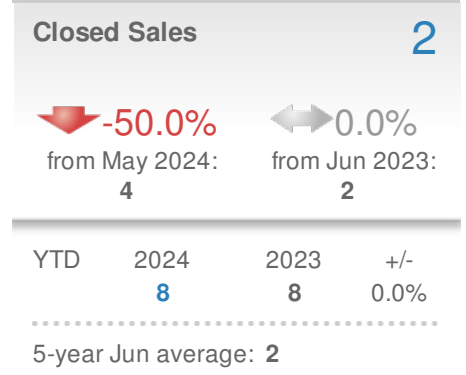 Closed Sales 2
-50.0% 0.0%
from May 2024: from Jun 2023:
4 2
YTD 2024 2023 +/-
8 8 0.0%
5-year Jun average: 2